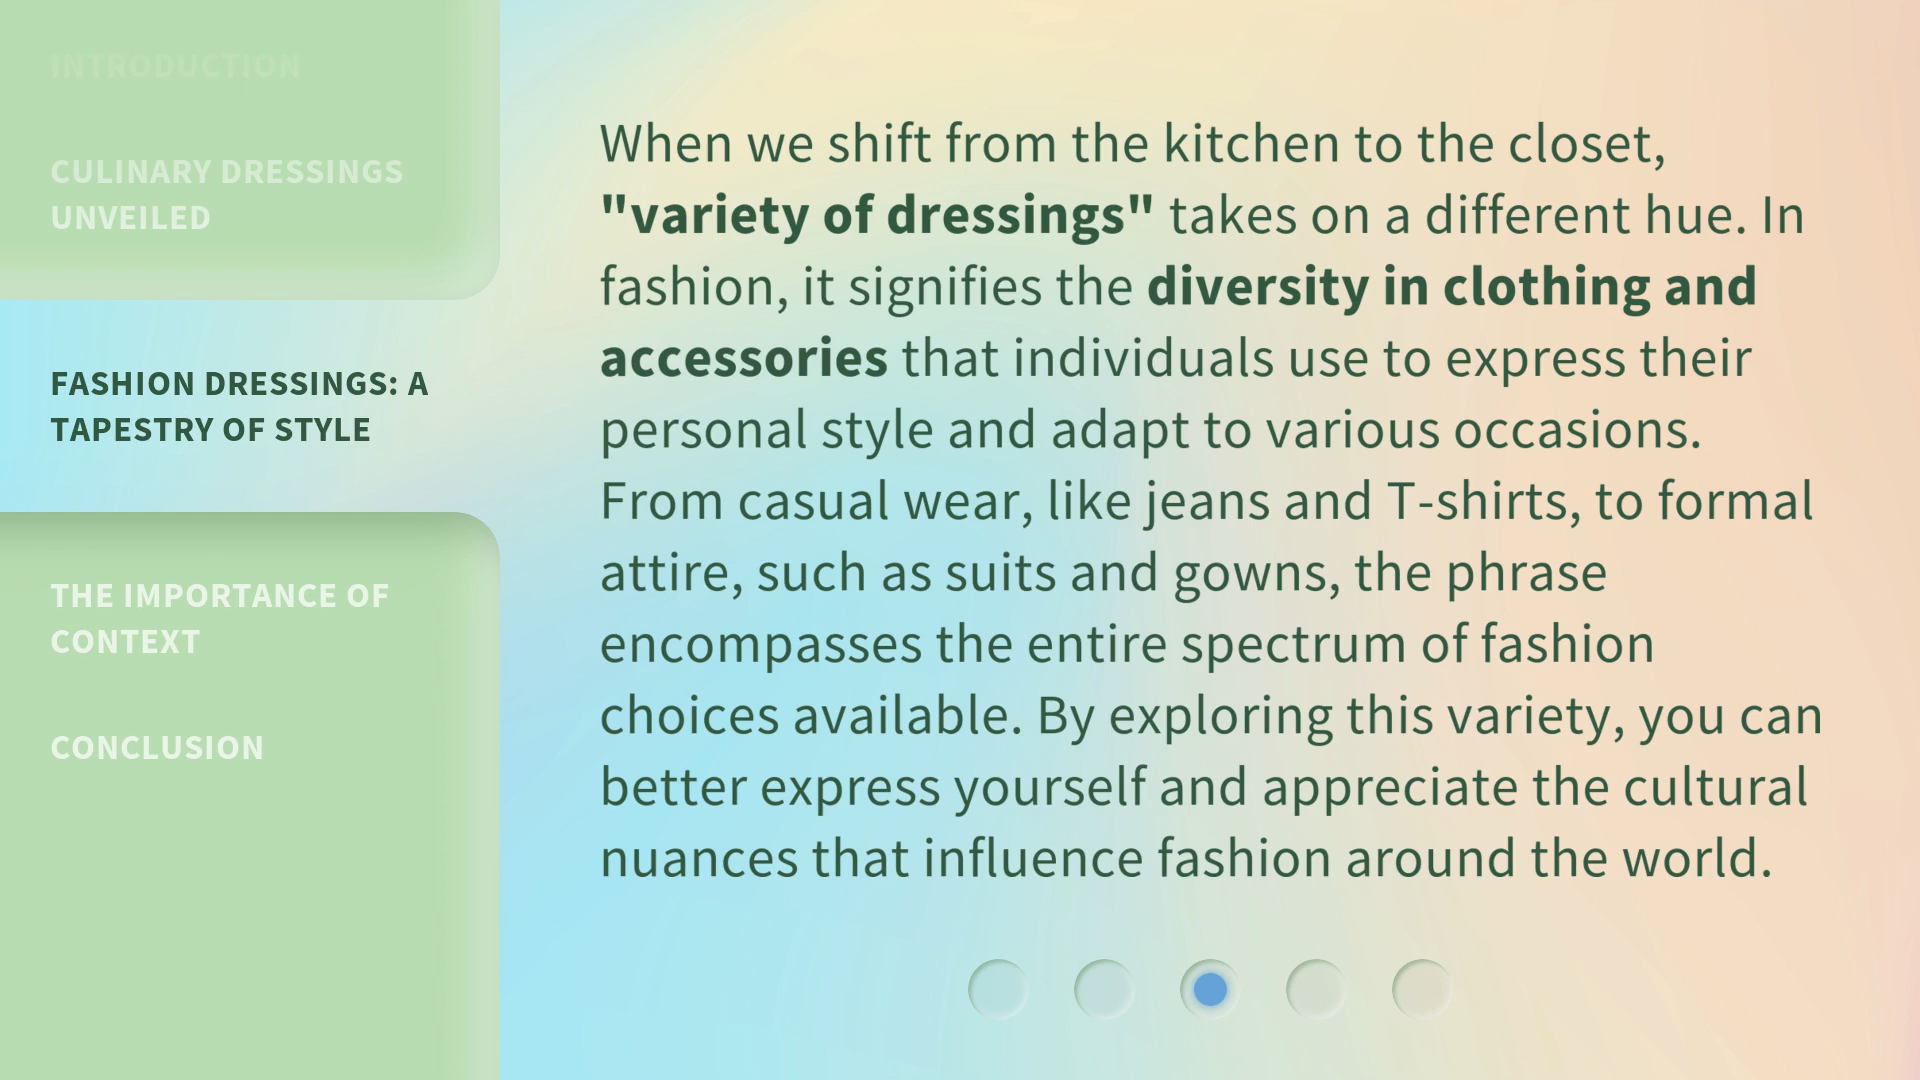 INTRODUCTION
CULINARY DRESSINGS
UNVEILED
FASHION DRESSINGS: A
TAPESTRY OF STYLE
THE IMPORTANCE OF
CONTEXT
CONCLUSION
When we shift from the kitchen to the closet,
"variety of dressings" takes on a different hue. In
fashion, it signifies the diversity in clothing and
accessories that individuals use to express their
personal style and adapt to various occasions.
From casual wear, like jeans and T-shirts, to formal
attire, such as suits and gowns, the phrase
encompasses the entire spectrum of fashion
choices available. By exploring this variety, you can
better express yourself and appreciate the cultural
nuances that influence fashion around the world.